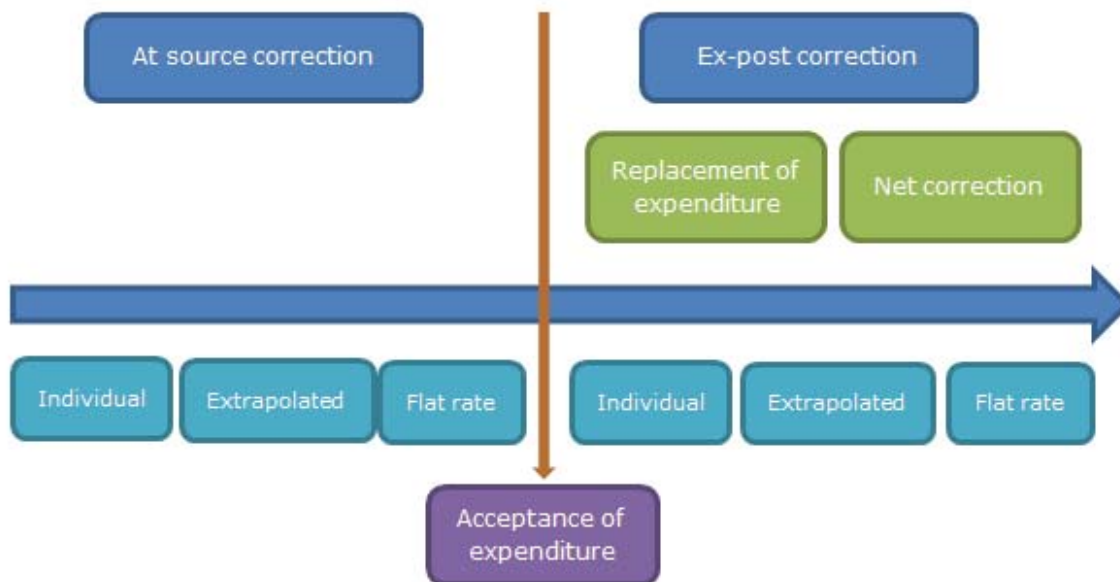 At source correction
Ex-post correction
Replacement of
expenditure
Net correction
Individual
Extrapolated
Flat rate
Individual
Extrapolated
Flat rate
Acceptance of
expenditure